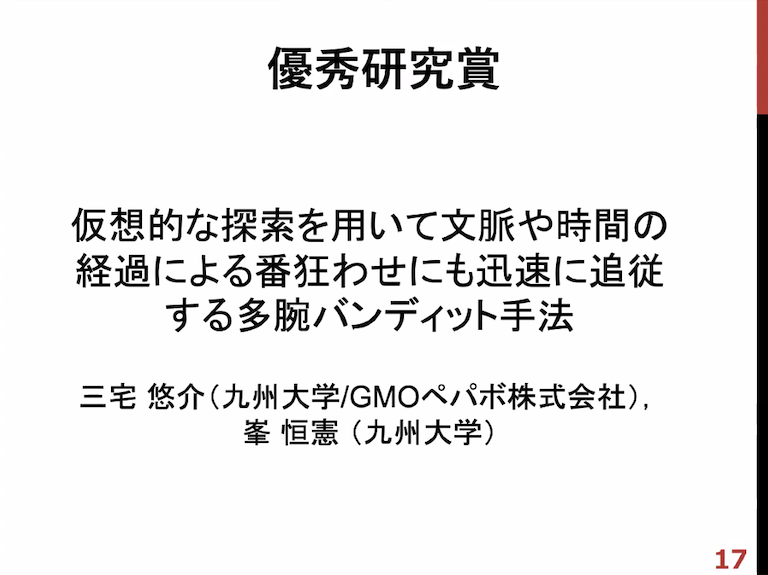 優秀研究賞
仮想的な探索を用いて文脈や時間の
経過による番狂わせにも迅速に追従
する多腕バンディット手法
三宅 悠介（九州大学/GMOペパボ株式会社），
峯 恒憲 （九州大学）
17